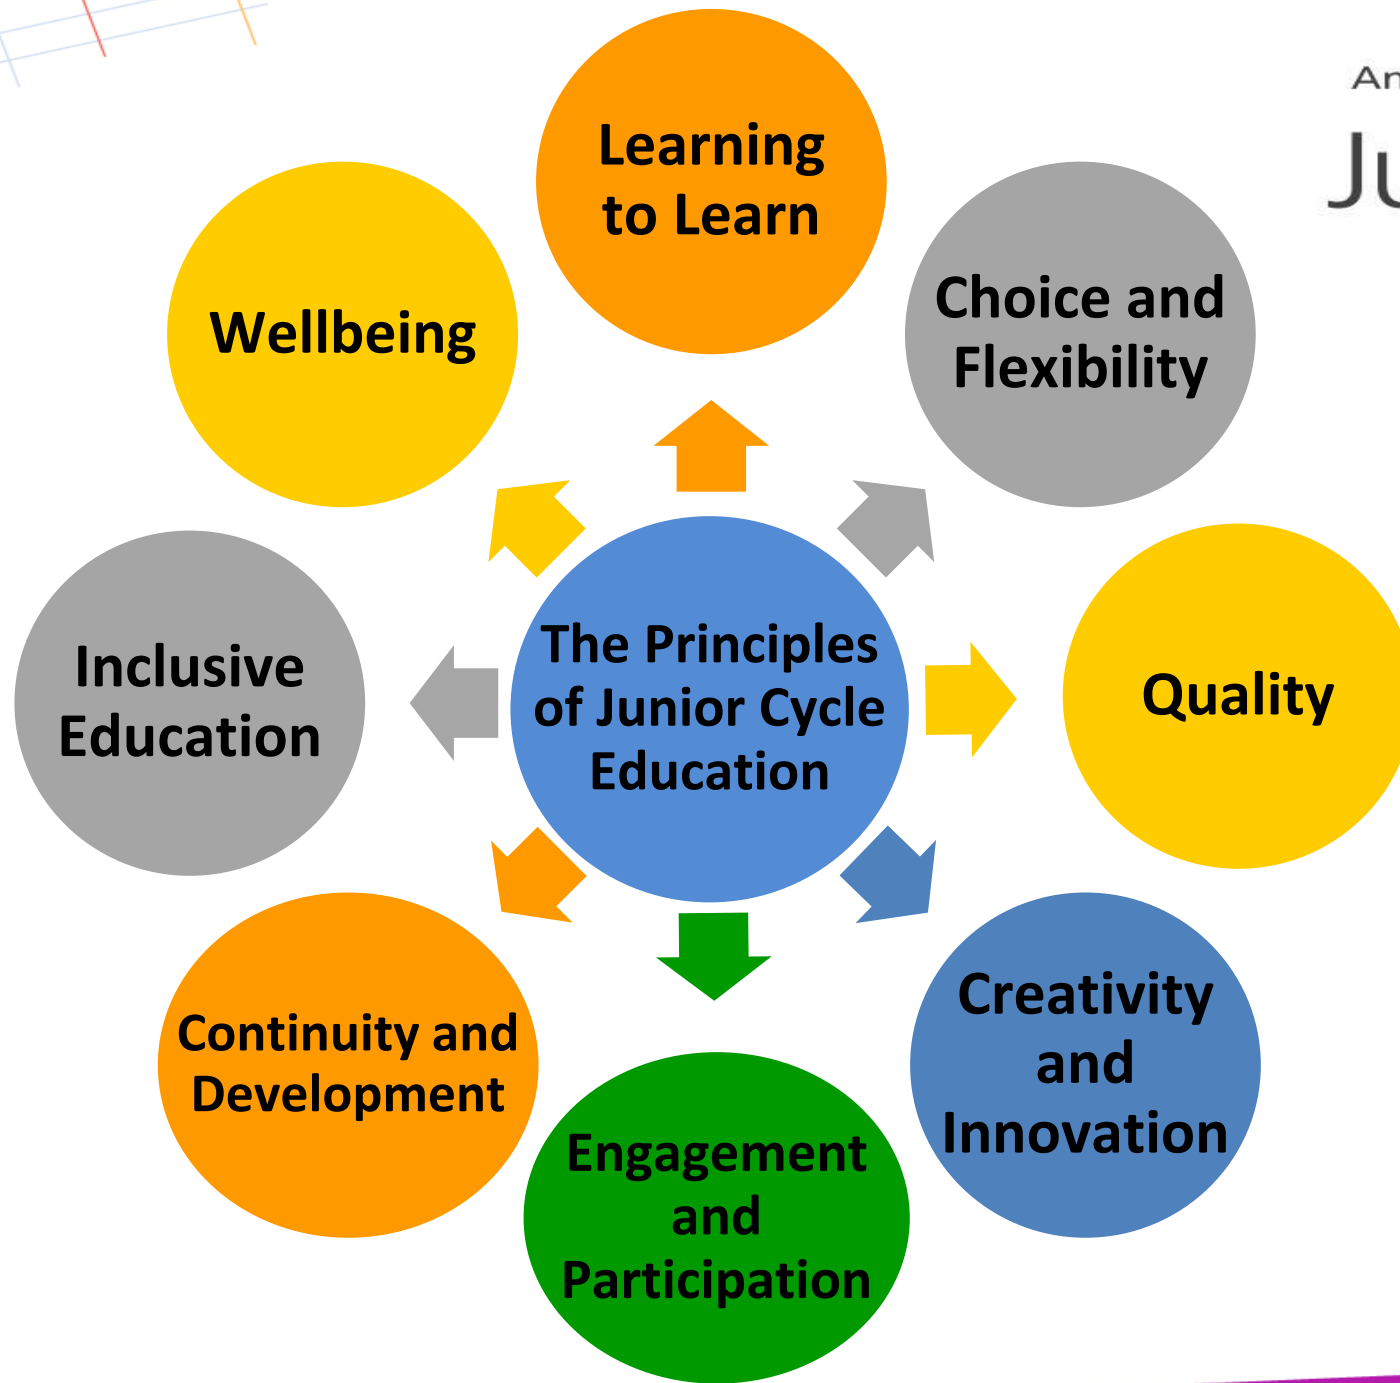 Learning
to Learn
Choice and
Flexibility
Quality
Creativity
and
Innovation
Engagement
and
Participation
Continuity and
Development
Inclusive
Education
Wellbeing
The Principles
of Junior Cycle
Education